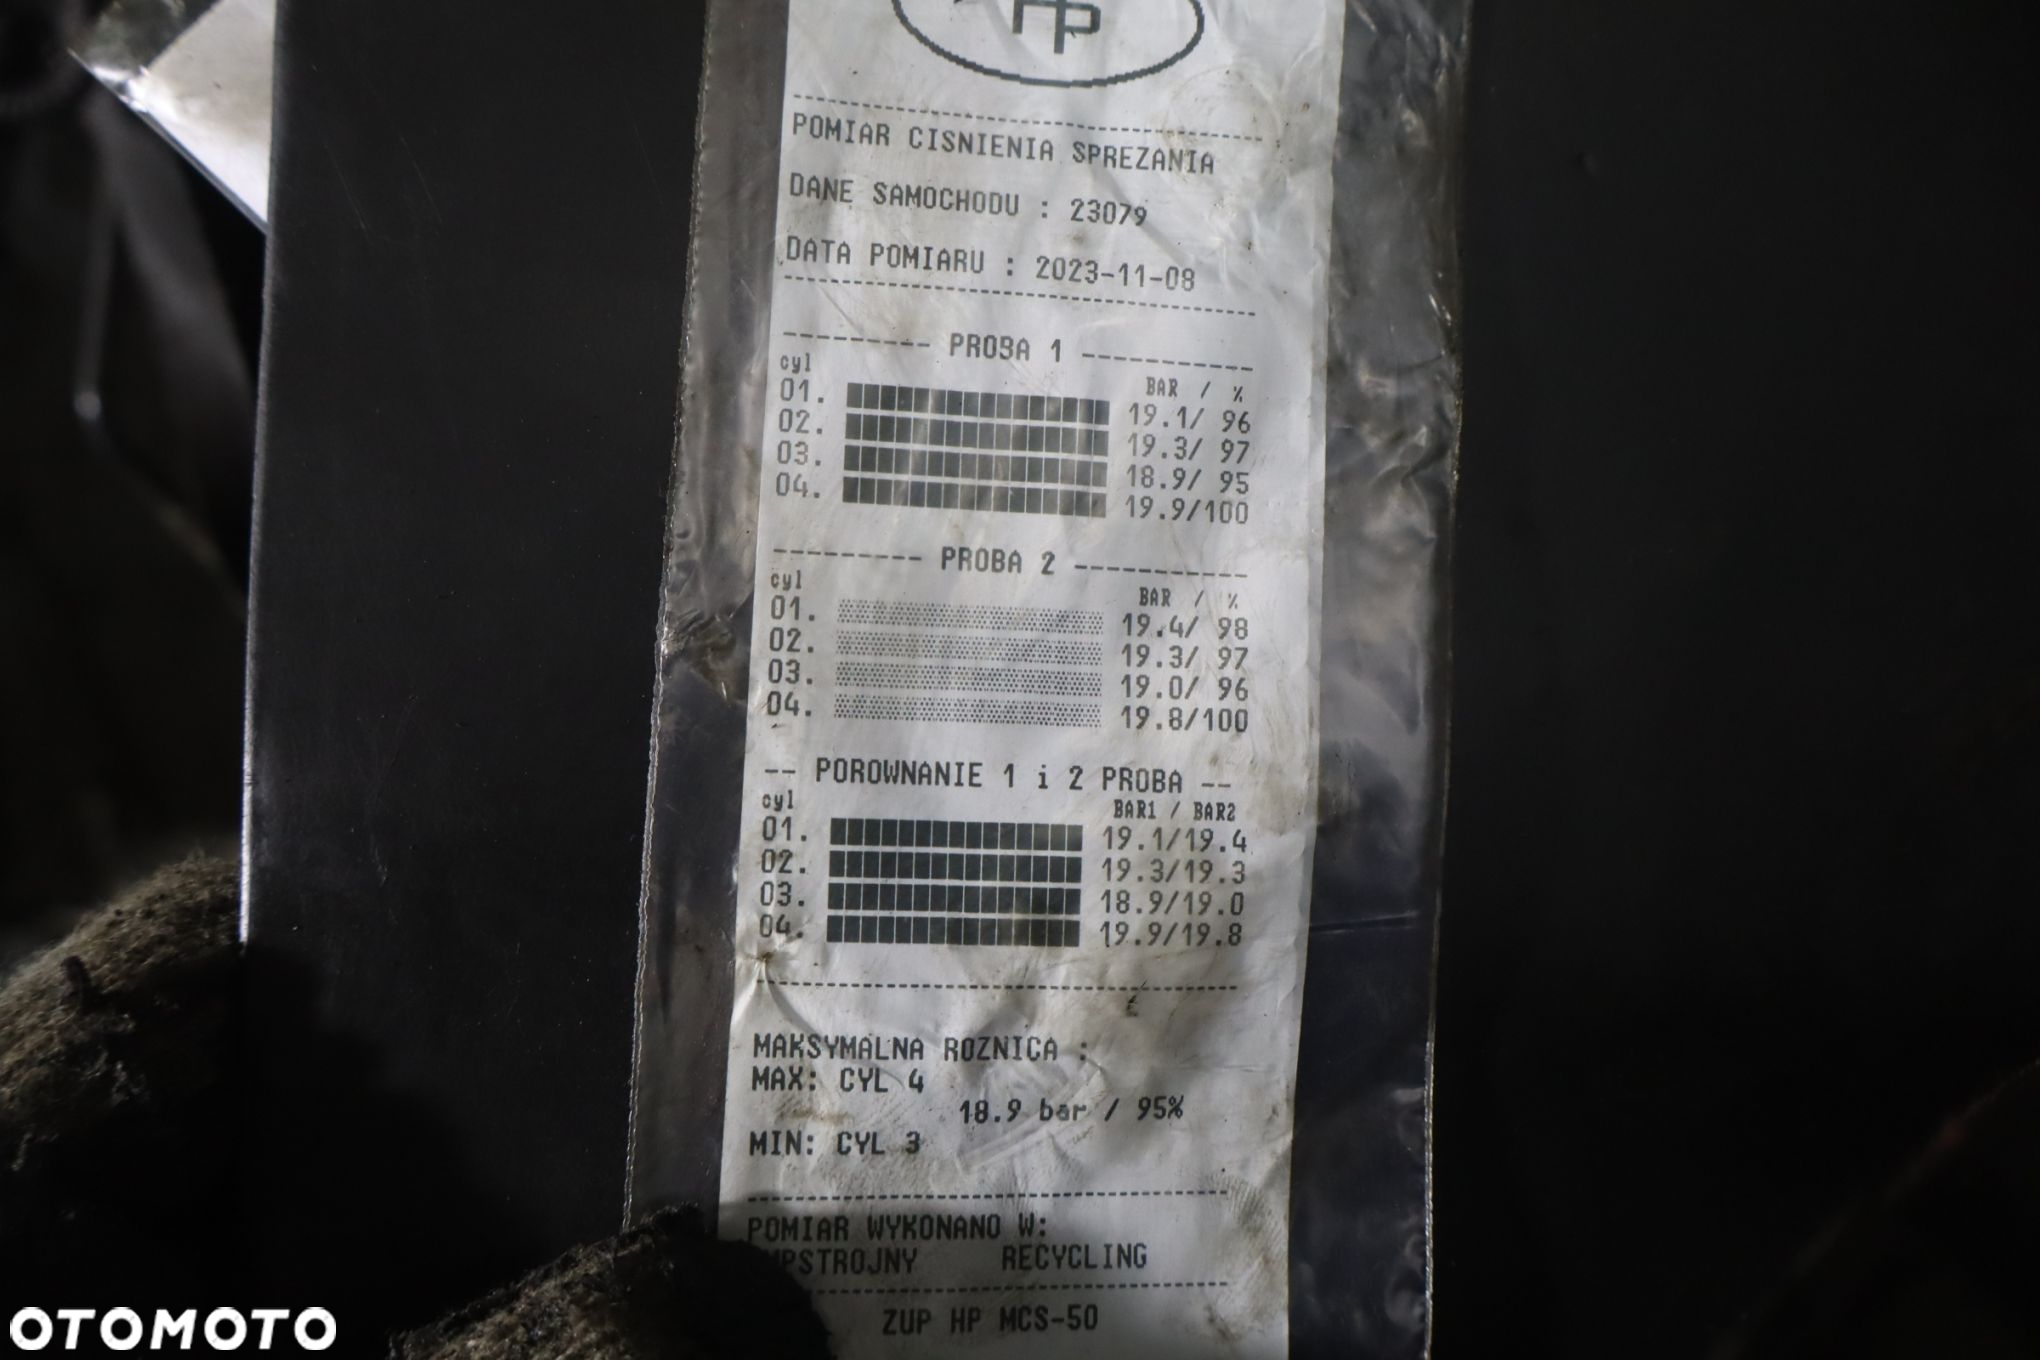 HP
POMIAR CISNIENIA SPREZANIA
DANE SAMOCHODU : 23079
DATA POMIARU : 2023-11-08
PROBA 1
cyl BAR / %
01. 19.1/ 96
02. 19.3/ 97
03. 18.9/ 95
04. 19.9/100
PROBA 2
cyl BAR / %
01. 19.4/ 98
02. 19.3/ 97
03. 19.0/ 96
04. 19.8/100
-- POROWNANIE 1 i 2 PROBA --
cyl BAR1 / BAR2
01. 19.1/19.4
02. 19.3/19.3
03. 18.9/19.0
04. 19.9/19.8
MAKSYMALNA ROZNICA :
MAX: CYL 4
18.9 bar / 95%
MIN: CYL 3
POMIAR WYKONANO W:
RECYCLING
ZUP HP MCS-50
OTOMOTO